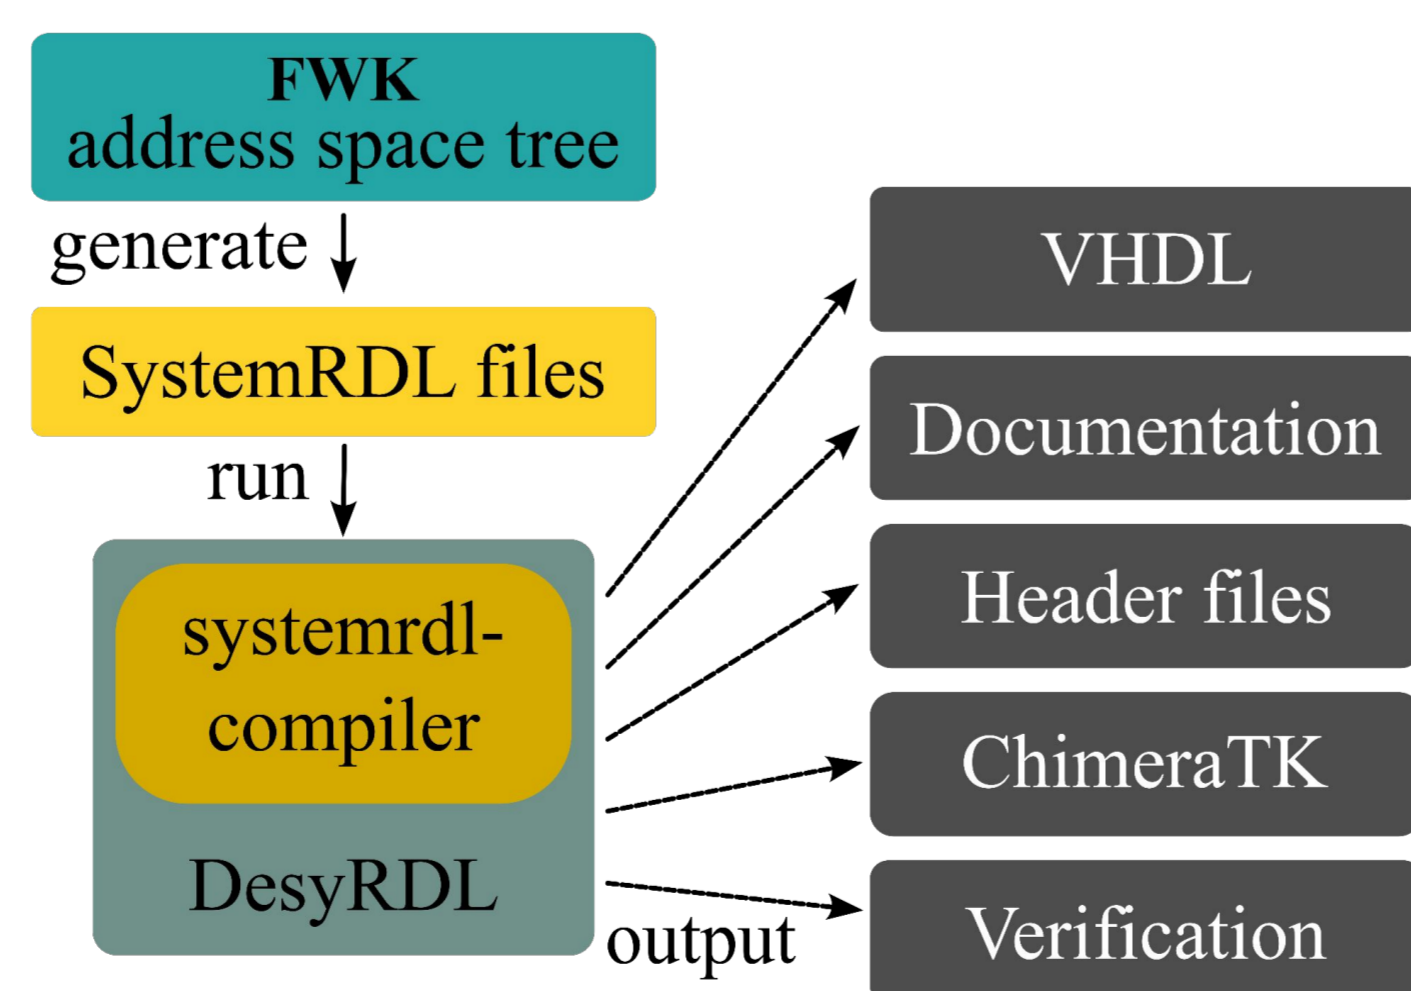 FWK
address space tree
generate
SystemRDL files
run
systemrdl-
compiler
DesyRDL
output
VHDL
Documentation
Header files
ChimeraTK
Verification